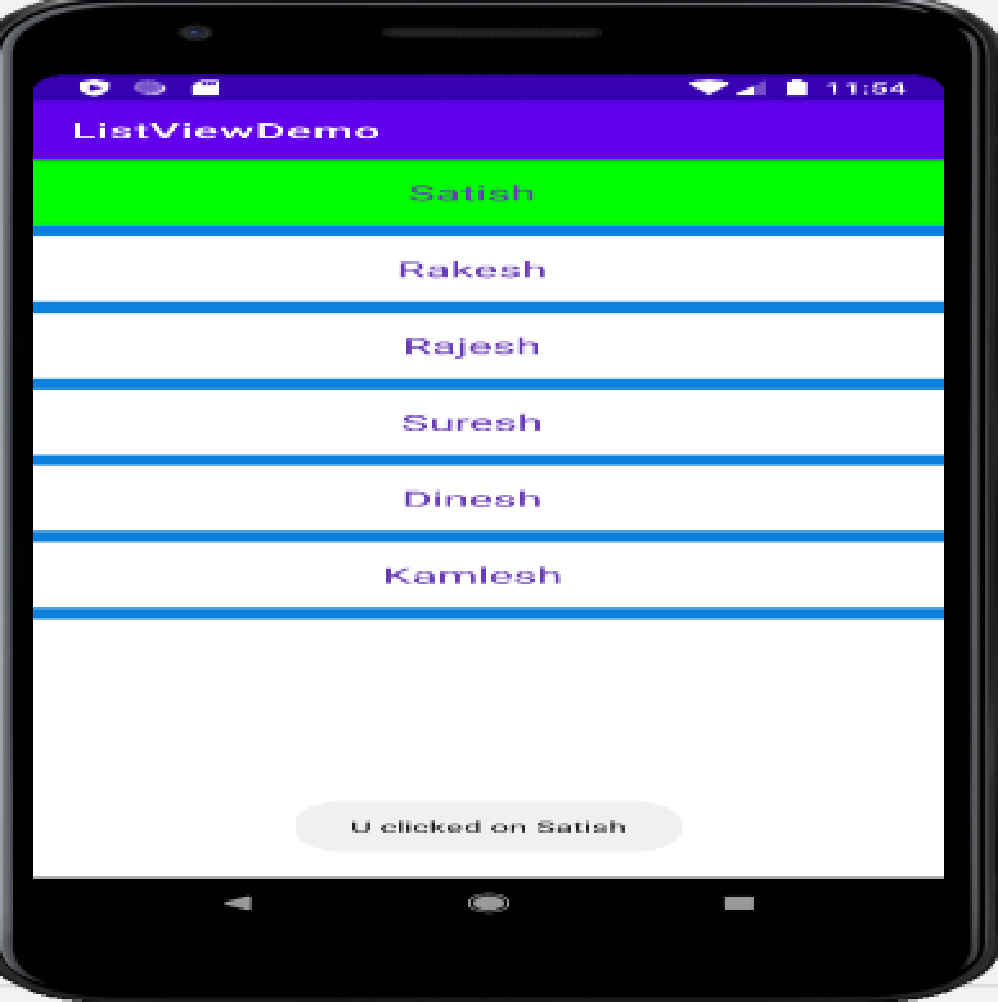 11:54
ListViewDemo
Satish
Rakesh
Rajesh
Suresh
Dinesh
Kamlesh
U clicked on Satish